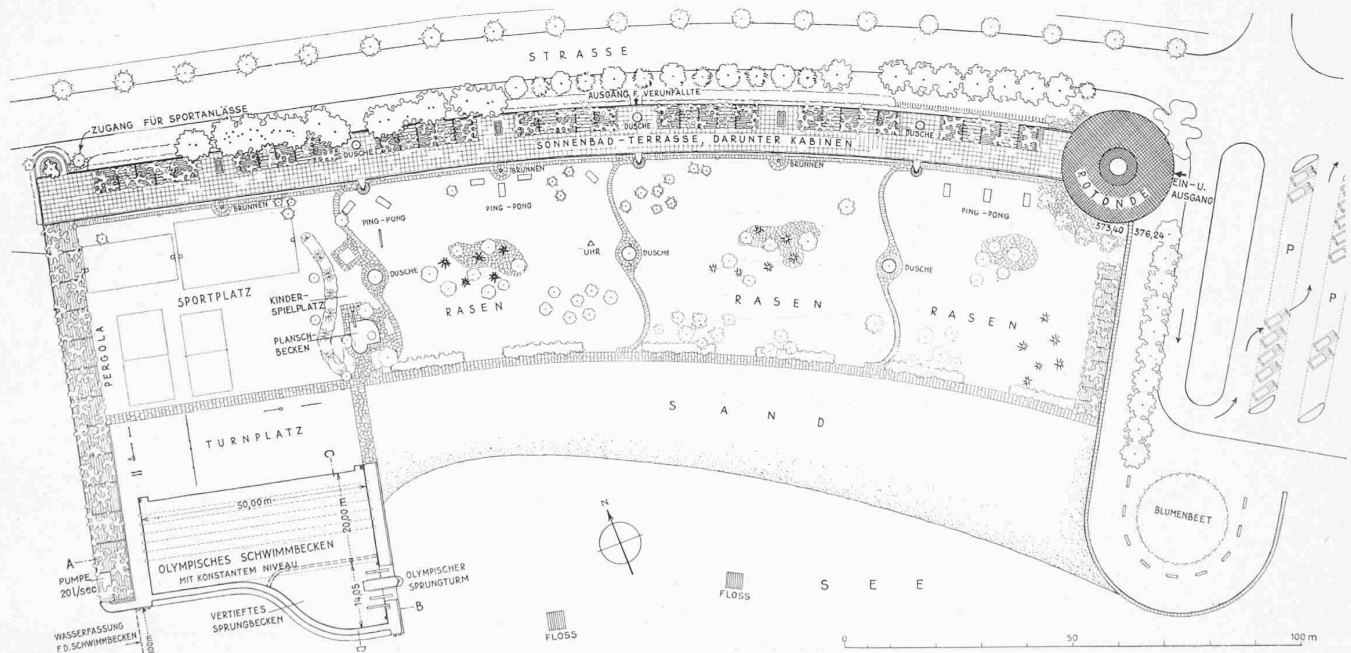 STRASSE
ZUGANG FÜR SPORTANLÄSSE
AUSGANG F. VERUNFALLTE
DUSCHE
DUSCHE
DUSCHE
SONNENBAD-TERRASSE, DARUNTER KABINEN
ROTONDE
EIN- U.
AUSGANG
573,40
376,24
BRUNNEN
BRUNNEN
BRUNNEN
PING-PONG
PING-PONG
PING-PONG
UHR
DUSCHE
DUSCHE
DUSCHE
SPORTPLATZ
KINDER-
SPIELPLATZ
PLANSCH-
BECKEN
RASEN
RASEN
RASEN
P
P
PERGOLA
TURNPLATZ
SAND
C
50,00 m
20,00
E
OLYMPISCHES SCHWIMMBECKEN
MIT KONSTANTEM NIVEAU
A
PUMPE
20 l/sec
14,05
OLYMPISCHER
SPRUNGTURM
B
VERTIEFTES
SPRUNGBECKEN
WASSERFASSUNG
F.D. SCHWIMMBECKEN
N
FLOSS
FLOSS
SEE
BLUMENBEET
0
50
100 m